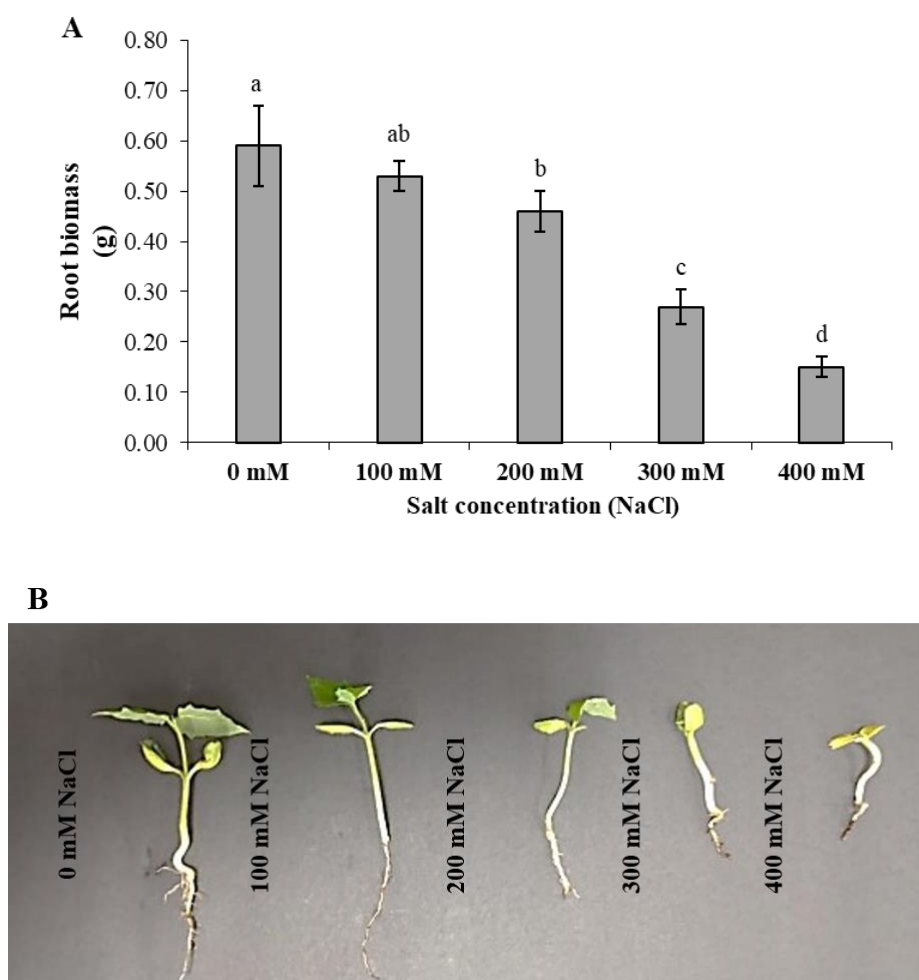 A
0.80
0.70
0.60
0.50
0.40
0.30
0.20
0.10
0.00
Root biomass
(g)
a
ab
b
c
d
0 mM
100 mM
200 mM
300 mM
400 mM
Salt concentration (NaCl)
B
0 mM NaCl
100 mM NaCl
200 mM NaCl
300 mM NaCl
400 mM NaCl